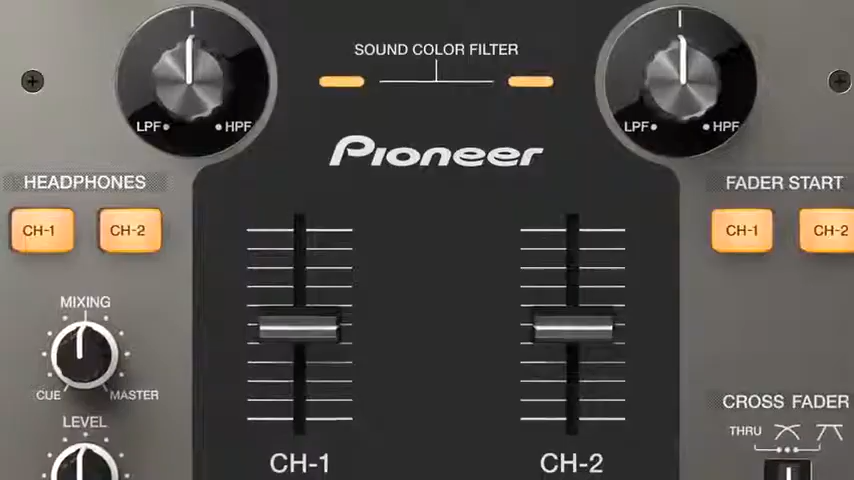 SOUND COLOR FILTER
LPF HPF
LPF HPF
Pioneer
HEADPHONES
FADER START
CH-1 CH-2
CH-1 CH-2
MIXING
CUE MASTER
LEVEL
CROSS FADER
THRU
CH-1
CH-2